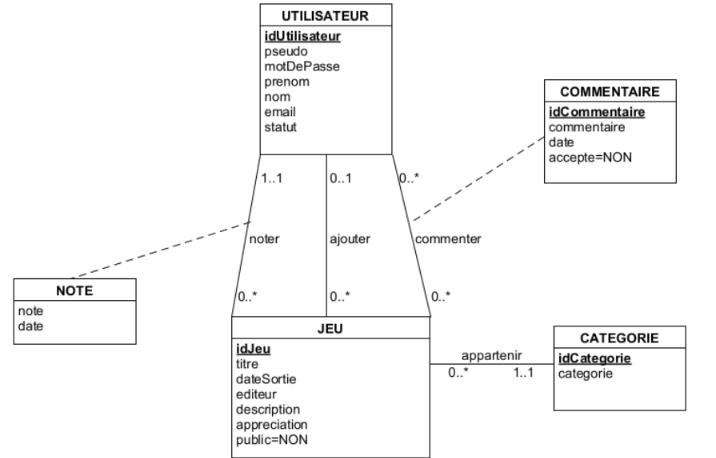 UTILISATEUR
idUtilisateur
pseudo
motDePasse
prenom
nom
email
statut
COMMENTAIRE
idCommentaire
commentaire
date
accepte=NON
1..1
0..1
0..*
noter
ajouter
commenter
NOTE
note
date
0..*
0..*
0..*
JEU
idJeu
titre
dateSortie
editeur
description
appreciation
public=NON
appartenir
0..*
1..1
CATEGORIE
idCategorie
categorie